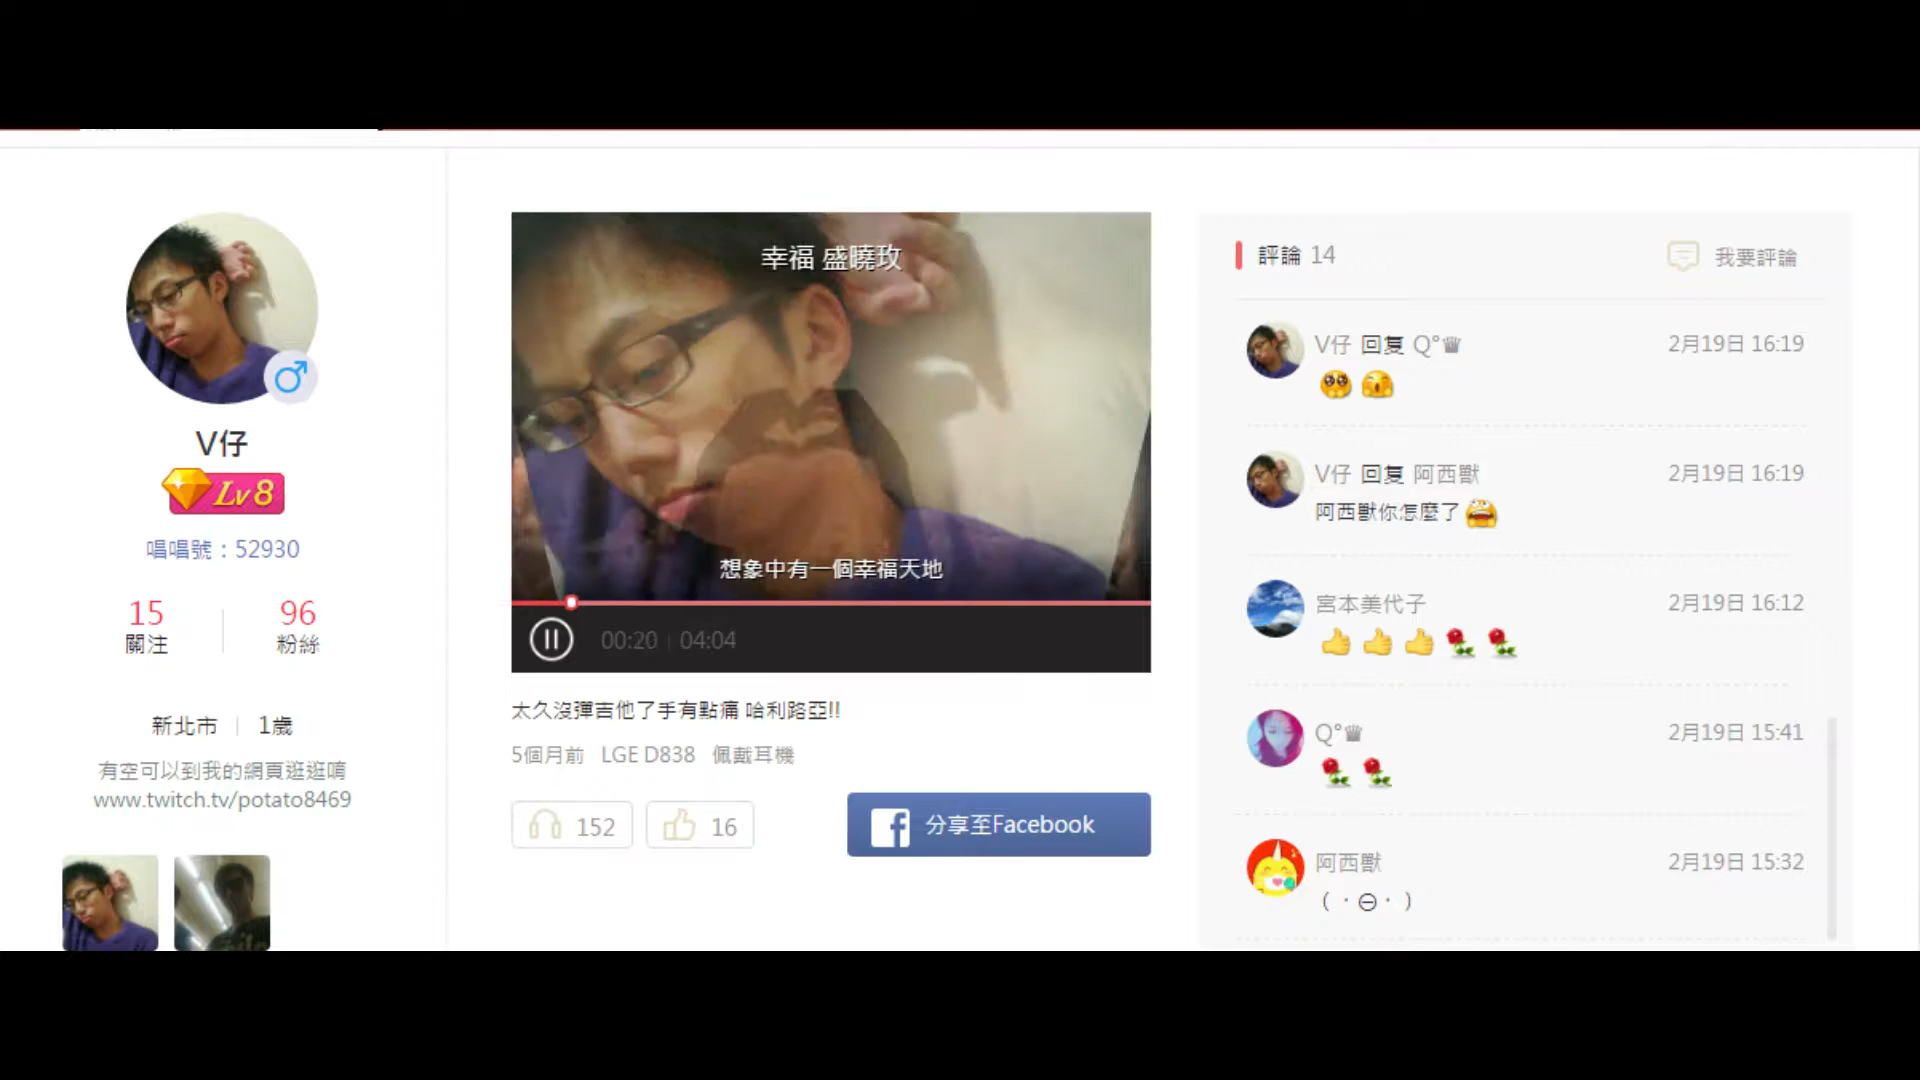 V仔
Lv 8
唱唱號：52930
15
關注
96
粉絲
新北市 | 1歲
有空可以到我的網頁逛逛唷
www.twitch.tv/potato8469
幸福 盛曉玫
想象中有一個幸福天地
00:20 | 04:04
太久沒彈吉他了手有點痛 哈利路亞!!
5個月前 LGE D838 佩戴耳機
152
16
分享至Facebook
評論 14
我要評論
V仔 回复 Q°♛
2月19日 16:19
V仔 回复 阿西獸
2月19日 16:19
阿西獸你怎麼了
宮本美代子
2月19日 16:12
Q°♛
2月19日 15:41
阿西獸
2月19日 15:32
( ・⊝・ )